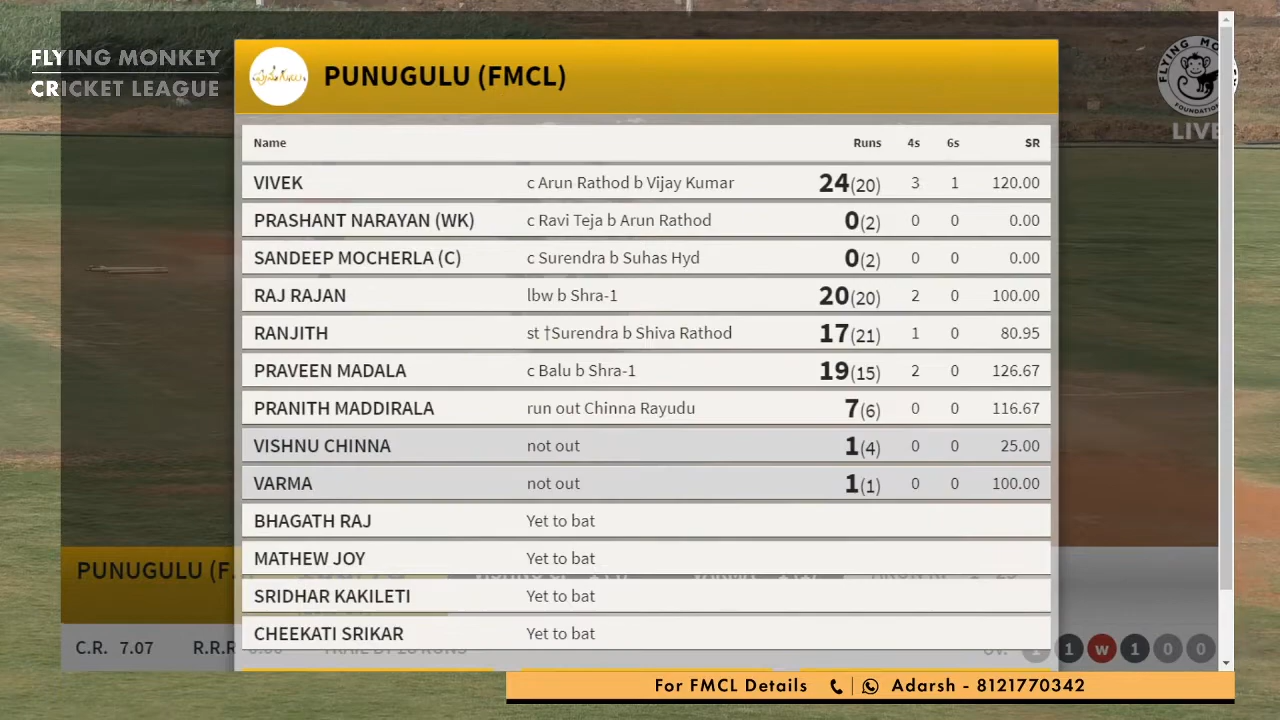 FLYING MONKEY
CRICKET LEAGUE
PUNUGULU (FMCL)
FLYING MO
FOUNDATION
LIVE
Name Runs 4s 6s SR
VIVEK c Arun Rathod b Vijay Kumar 24(20) 3 1 120.00
PRASHANT NARAYAN (WK) c Ravi Teja b Arun Rathod 0(2) 0 0 0.00
SANDEEP MOCHERLA (C) c Surendra b Suhas Hyd 0(2) 0 0 0.00
RAJ RAJAN lbw b Shra-1 20(20) 2 0 100.00
RANJITH st †Surendra b Shiva Rathod 17(21) 1 0 80.95
PRAVEEN MADALA c Balu b Shra-1 19(15) 2 0 126.67
PRANITH MADDIRALA run out Chinna Rayudu 7(6) 0 0 116.67
VISHNU CHINNA not out 1(4) 0 0 25.00
VARMA not out 1(1) 0 0 100.00
BHAGATH RAJ Yet to bat
MATHEW JOY Yet to bat
SRIDHAR KAKILETI Yet to bat
CHEEKATI SRIKAR Yet to bat
PUNUGULU (F
C.R. 7.07 R.R.R 1 1 w 1 0 0
For FMCL Details Adarsh - 8121770342